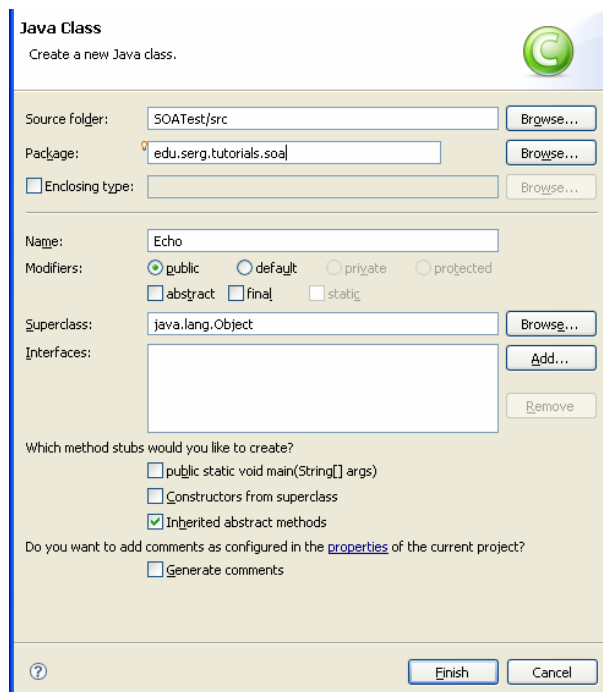 Java Class
Create a new Java class.
C
Source folder: SOATest/src Browse...
Package: edu.serg.tutorials.soa Browse...
Enclosing type: Browse...
Name: Echo
Modifiers: public default private protected
abstract final static
Superclass: java.lang.Object Browse...
Interfaces: Add...
Remove
Which method stubs would you like to create?
public static void main(String[] args)
Constructors from superclass
Inherited abstract methods
Do you want to add comments as configured in the properties of the current project?
Generate comments
? Finish Cancel